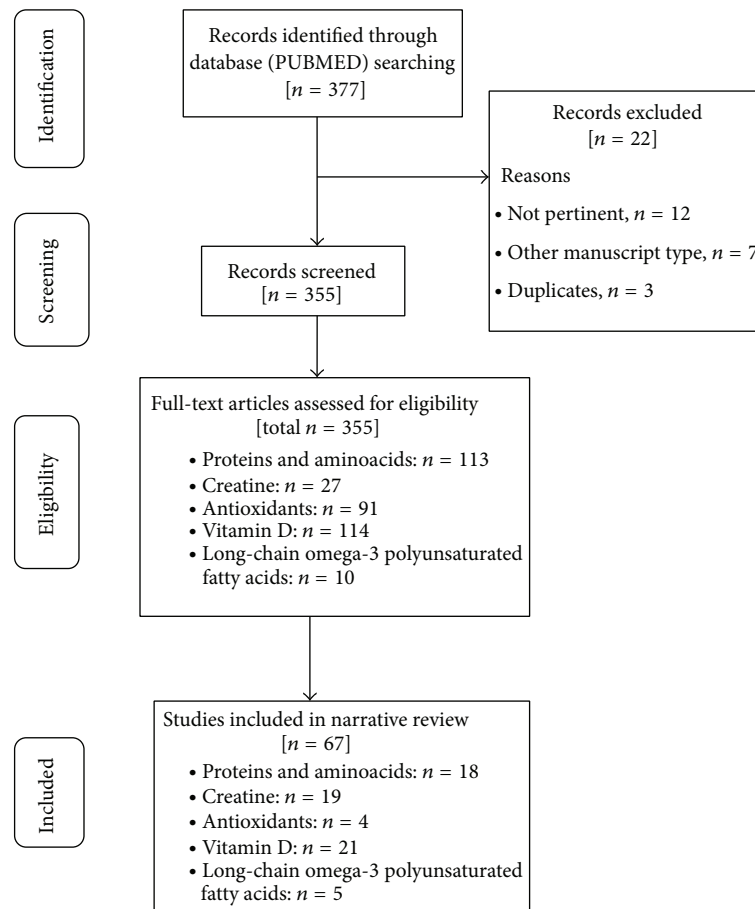 Identification
Records identified through
database (PUBMED) searching
[n = 377]
Records excluded
[n = 22]
Reasons
• Not pertinent, n = 12
• Other manuscript type, n = 7
• Duplicates, n = 3
Screening
Records screened
[n = 355]
Eligibility
Full-text articles assessed for eligibility
[total n = 355]
• Proteins and aminoacids: n = 113
• Creatine: n = 27
• Antioxidants: n = 91
• Vitamin D: n = 114
• Long-chain omega-3 polyunsaturated
fatty acids: n = 10
Included
Studies included in narrative review
[n = 67]
• Proteins and aminoacids: n = 18
• Creatine: n = 19
• Antioxidants: n = 4
• Vitamin D: n = 21
• Long-chain omega-3 polyunsaturated
fatty acids: n = 5